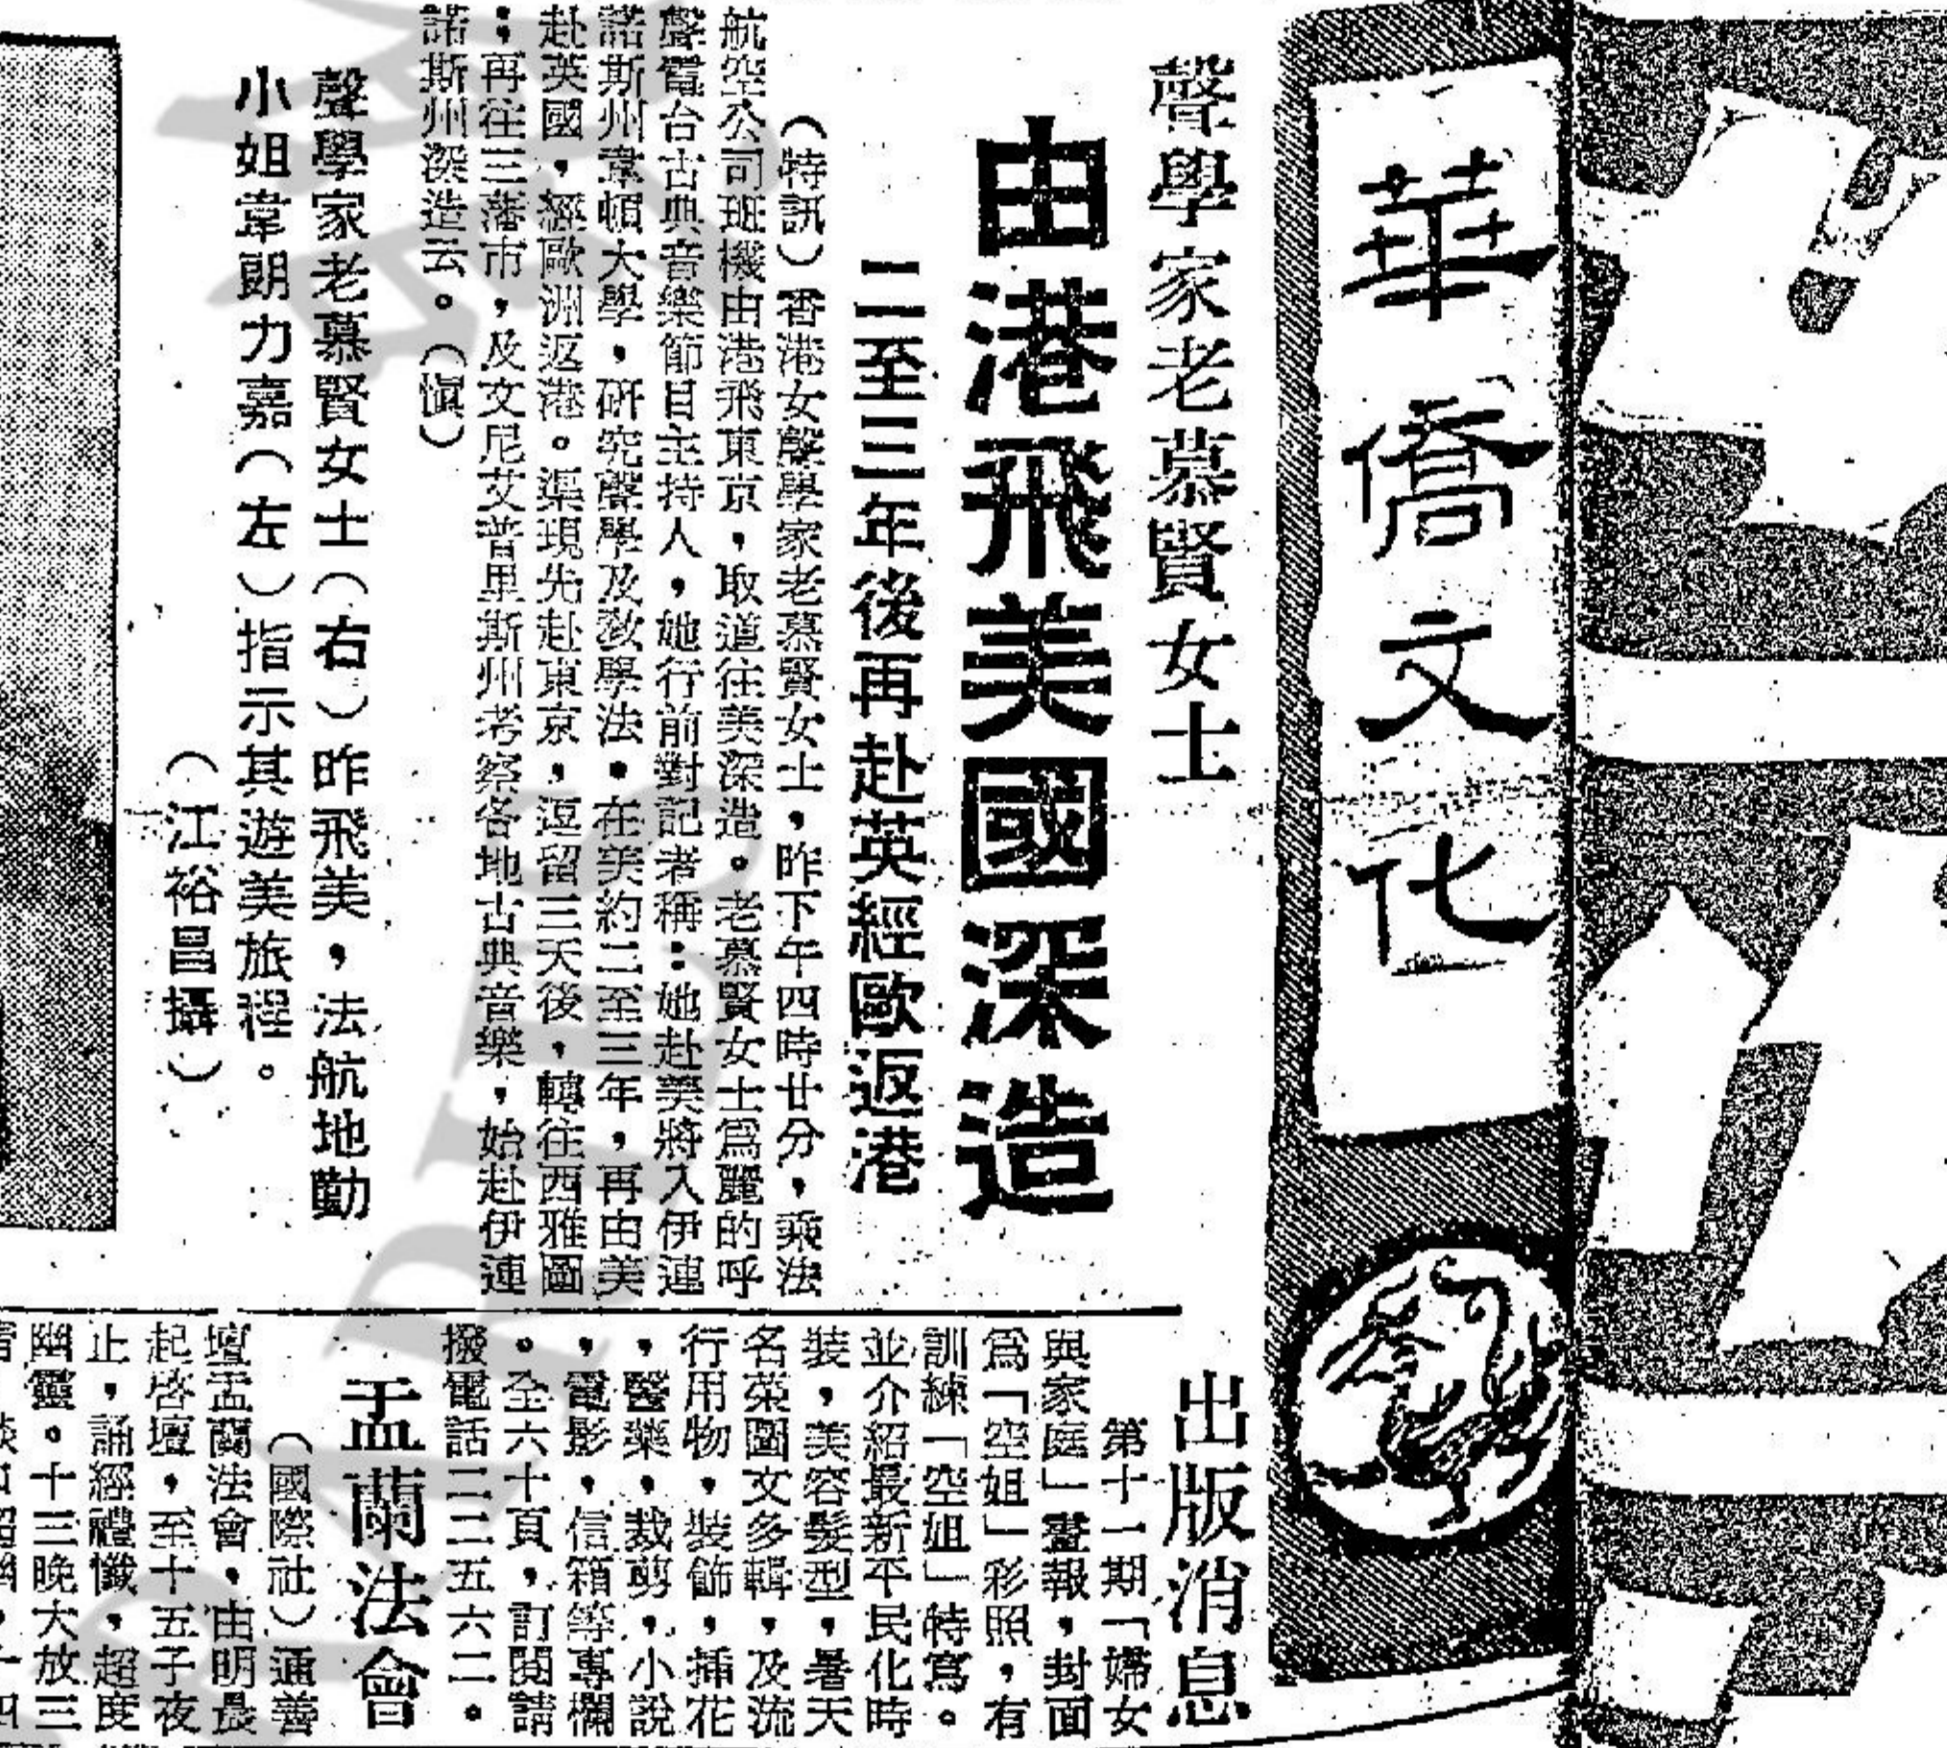 華僑文化
聲學家老慕賢女士
由港飛美國深造
二至三年後再赴英經歐返港
（特訊）香港女聲學家老慕賢女士，昨下午四時廿分，乘法
航空公司班機由港飛東京，取道往美深造。老慕賢女士爲麗的呼
聲電台古典音樂節目主持人，她行前對記者稱：她赴美將入伊連
諾斯州韋頓大學，研究聲學及教學法。在美約二至三年，再由美
赴英國，經歐洲返港。渠現先赴東京，逗留三天後，轉往西雅圖
；再往三藩市，及文尼艾普里斯州考察各地古典音樂，始赴伊連
諾斯州深造云。（愼）
聲學家老慕賢女士（右）昨飛美，法航地勤
小姐韋朗力嘉（左）指示其遊美旅程。
（江裕昌攝）
出版消息
第十一期「婦女
與家庭」畫報，封面
爲「空姐」彩照，有
訓練「空姐」特寫。
並介紹最新平民化時
裝，美容髮型，暑天
名菜圖文多輯，及流
行用物，裝飾，插花
，醫藥，裁剪，小說
，電影，信箱等專欄
。全六十頁，訂閱請
撥電話二二五六二。
盂蘭法會
（國際社）通善
壇盂蘭法會，由明晨
起啓壇，至十五子夜
止，誦經禮懺，超度
幽靈。十三晚大放三